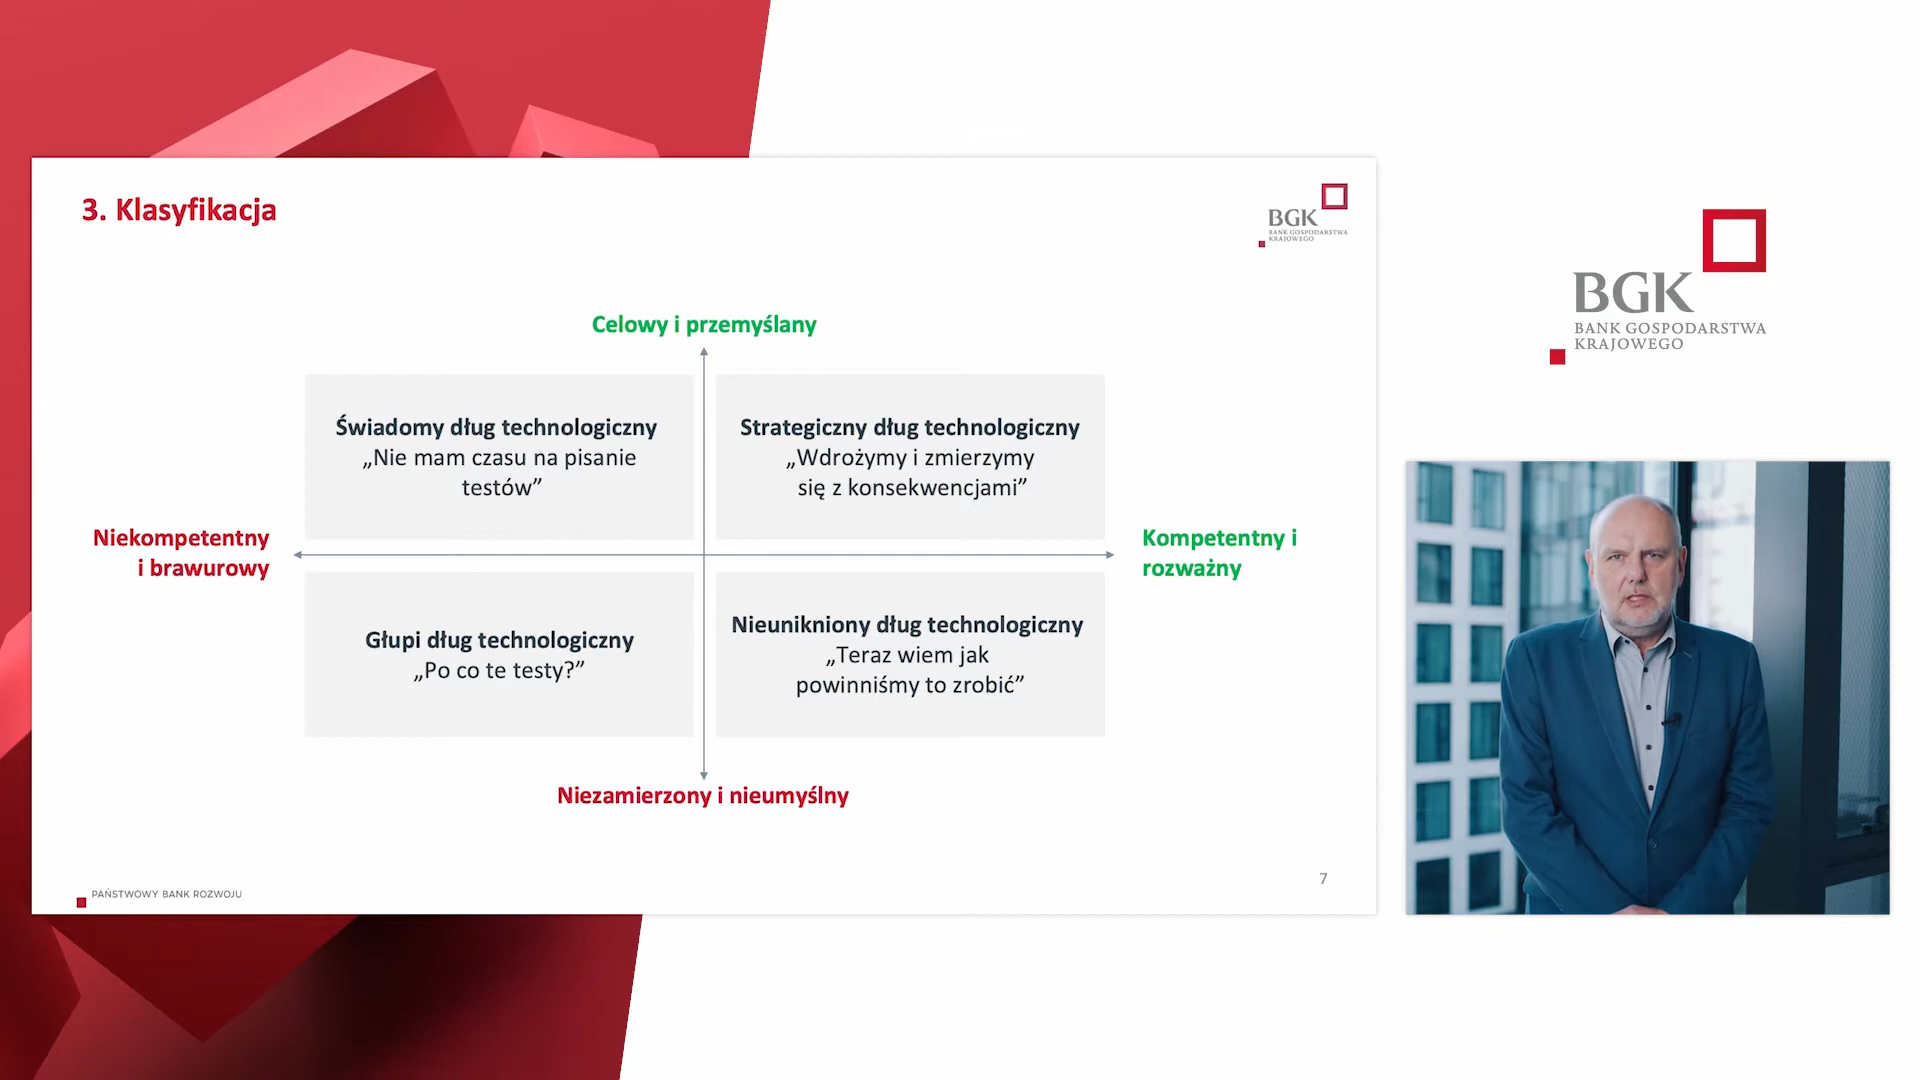 3. Klasyfikacja
BGK
BANK GOSPODARSTWA
KRAJOWEGO
Celowy i przemyślany
Świadomy dług technologiczny
„Nie mam czasu na pisanie
testów”
Strategiczny dług technologiczny
„Wdrożymy i zmierzymy
się z konsekwencjami”
Niekompetentny
i brawurowy
Kompetentny i
rozważny
Głupi dług technologiczny
„Po co te testy?”
Nieunikniony dług technologiczny
„Teraz wiem jak
powinniśmy to zrobić”
Niezamierzony i nieumyślny
PAŃSTWOWY BANK ROZWOJU
7
BGK
BANK GOSPODARSTWA
KRAJOWEGO